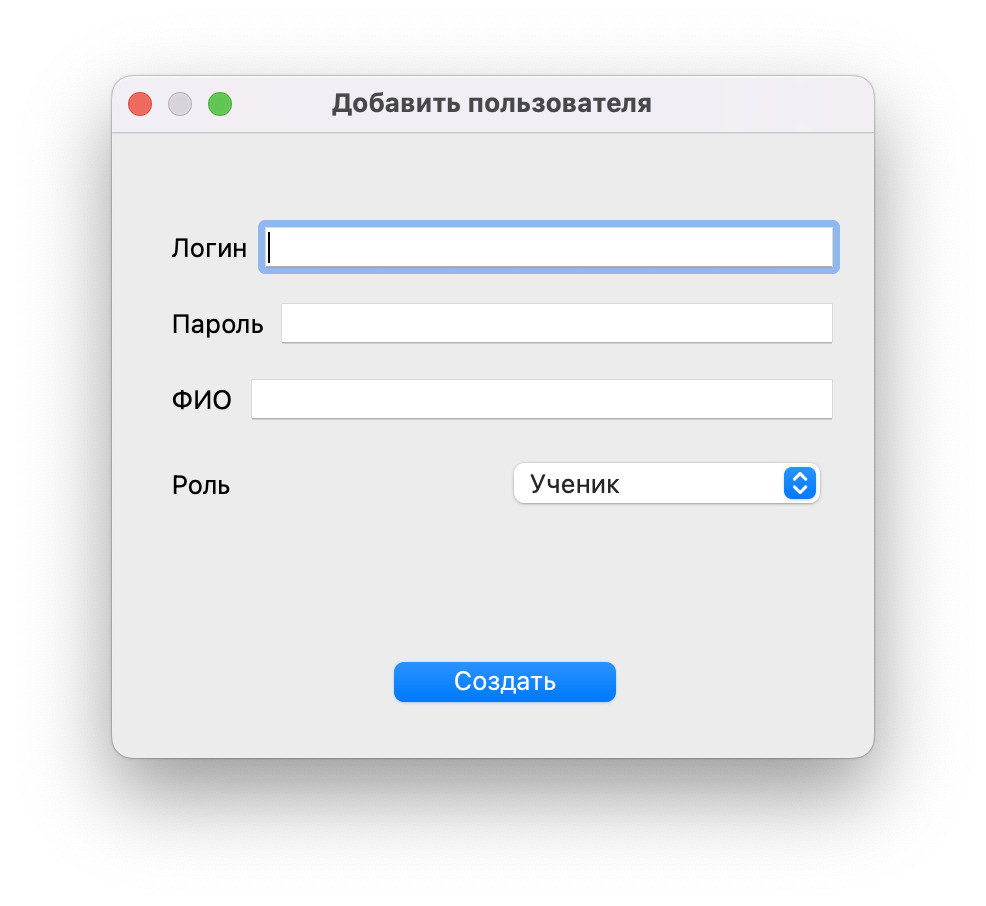 Добавить пользователя
Логин
Пароль
ФИО
Роль
Ученик
Создать